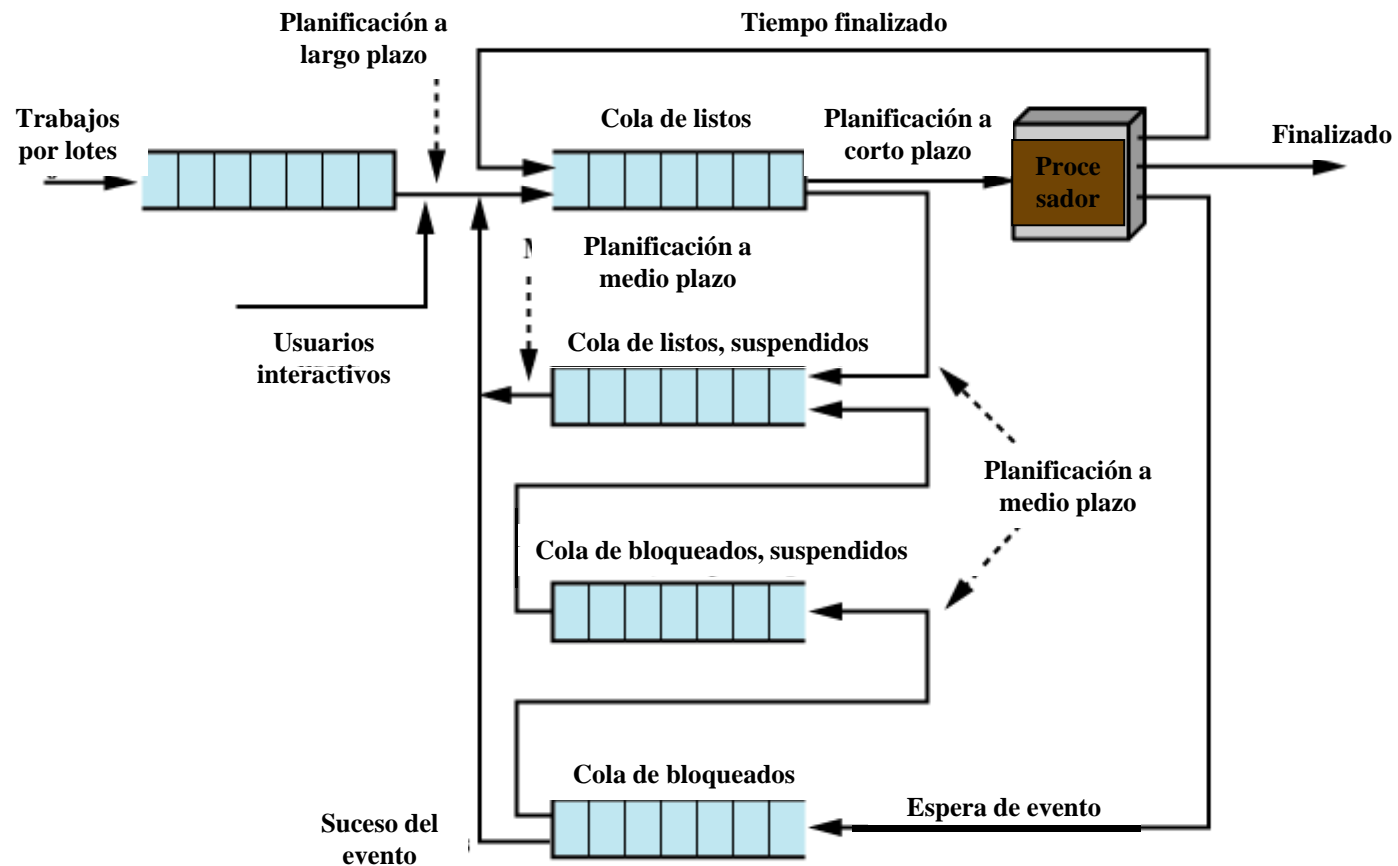 Planificación a
largo plazo
Tiempo finalizado
Trabajos
por lotes
Cola de listos
Planificación a
corto plazo
Finalizado
Proce
sador
Planificación a
medio plazo
Usuarios
interactivos
Cola de listos, suspendidos
Planificación a
medio plazo
Cola de bloqueados, suspendidos
Cola de bloqueados
Espera de evento
Suceso del
evento